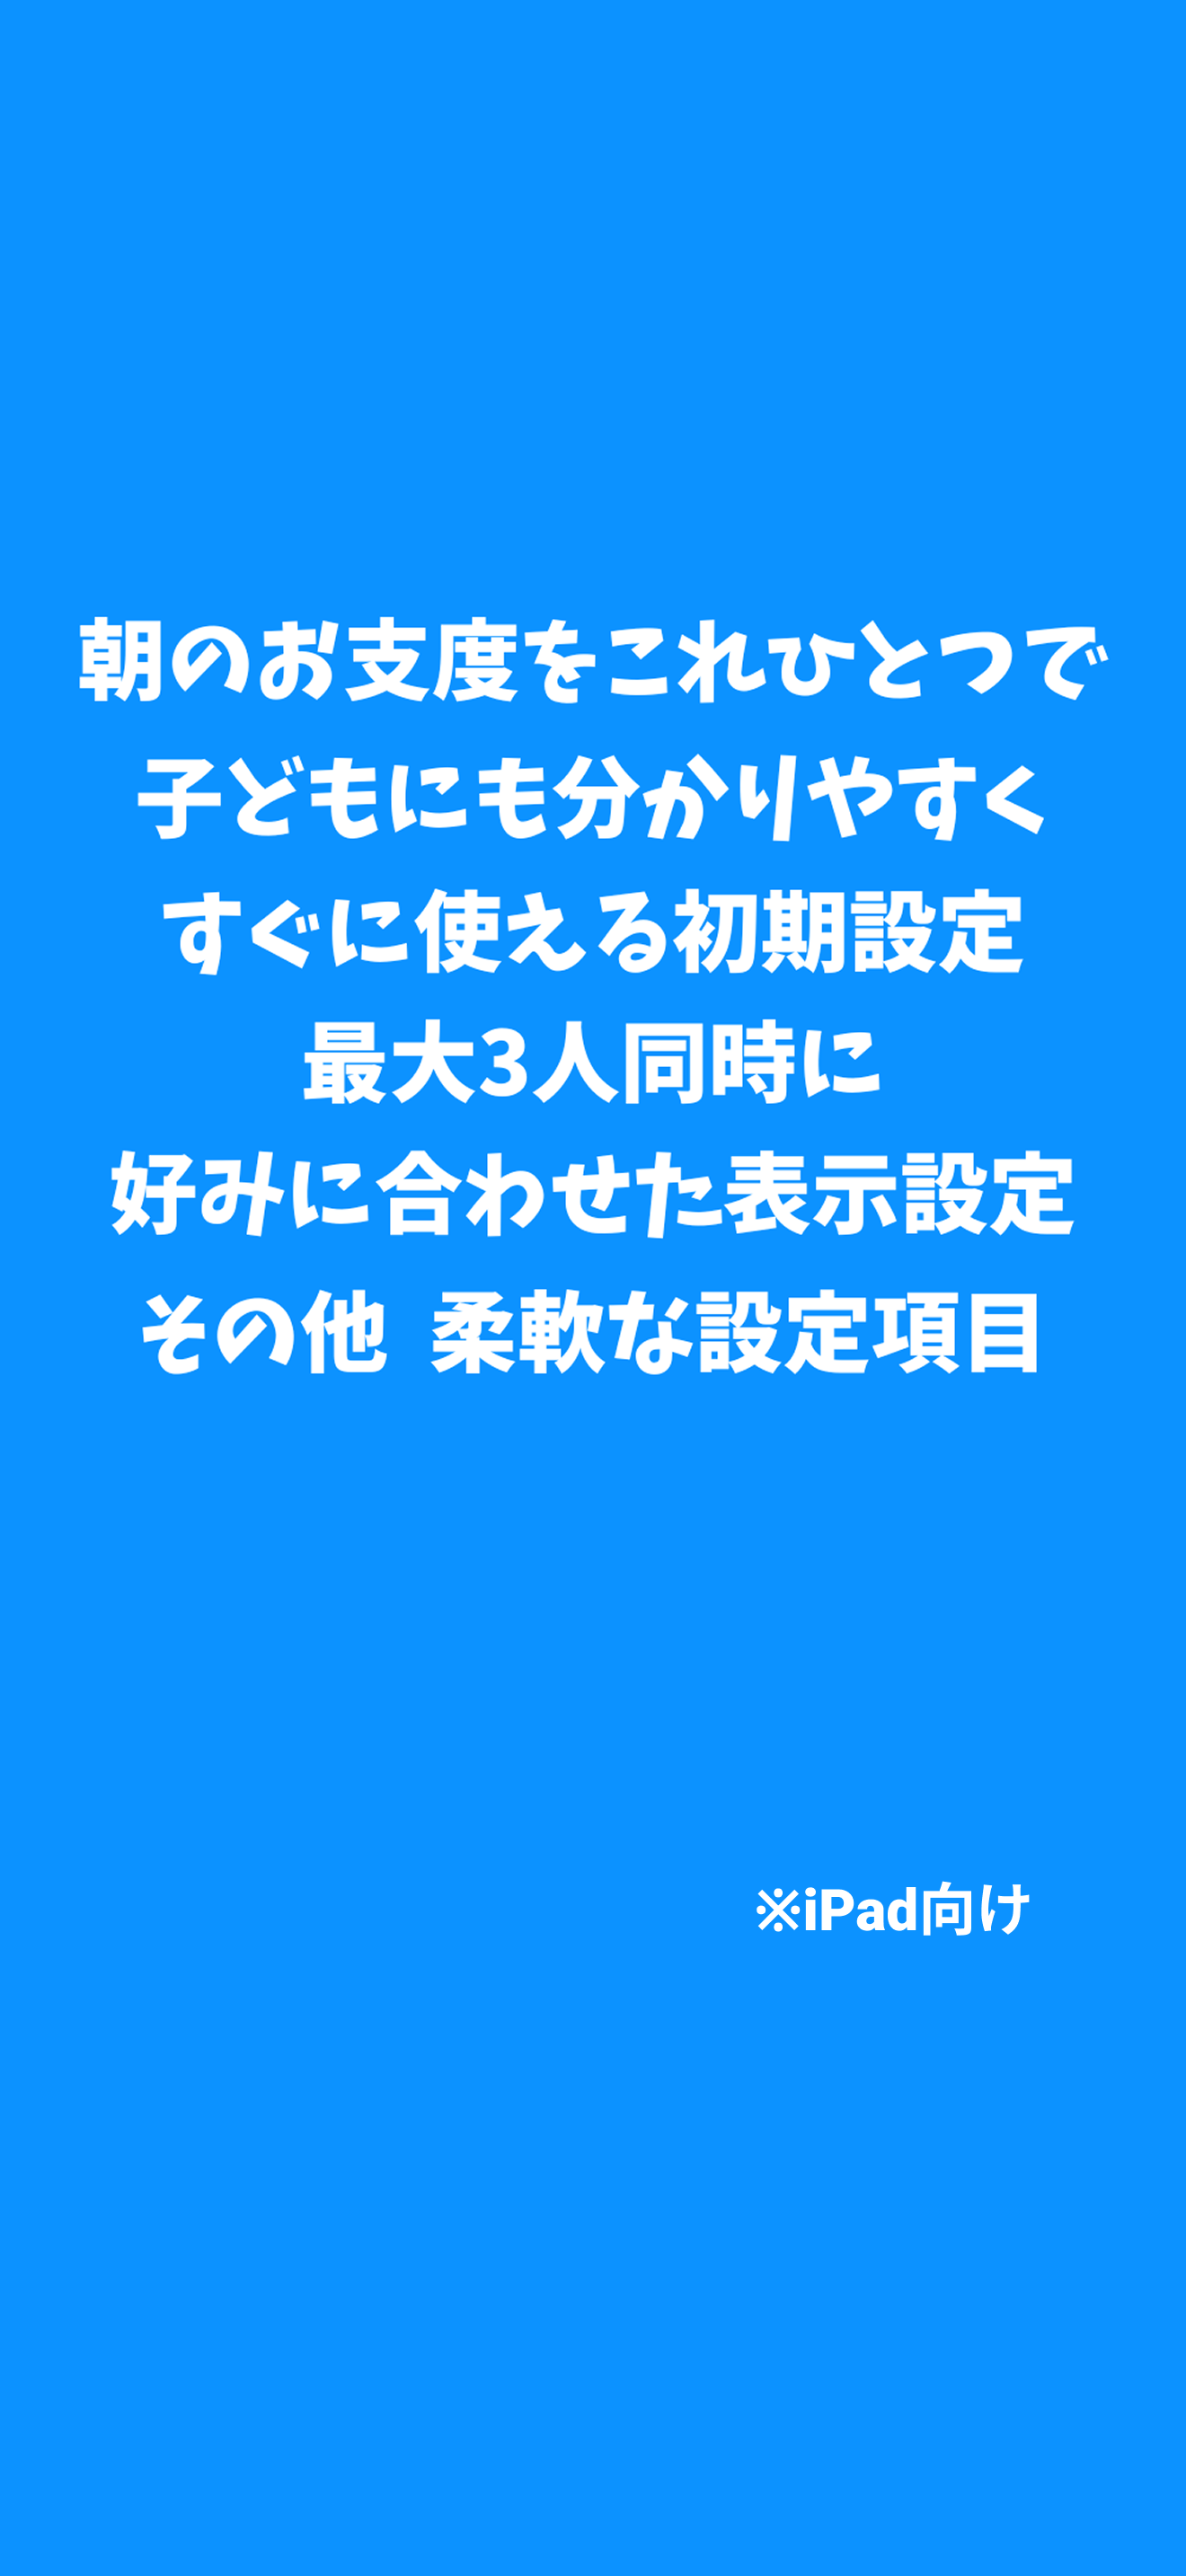 朝のお支度をこれひとつで
子どもにも分かりやすく
すぐに使える初期設定
最大3人同時に
好みに合わせた表示設定
その他 柔軟な設定項目
※iPad向け